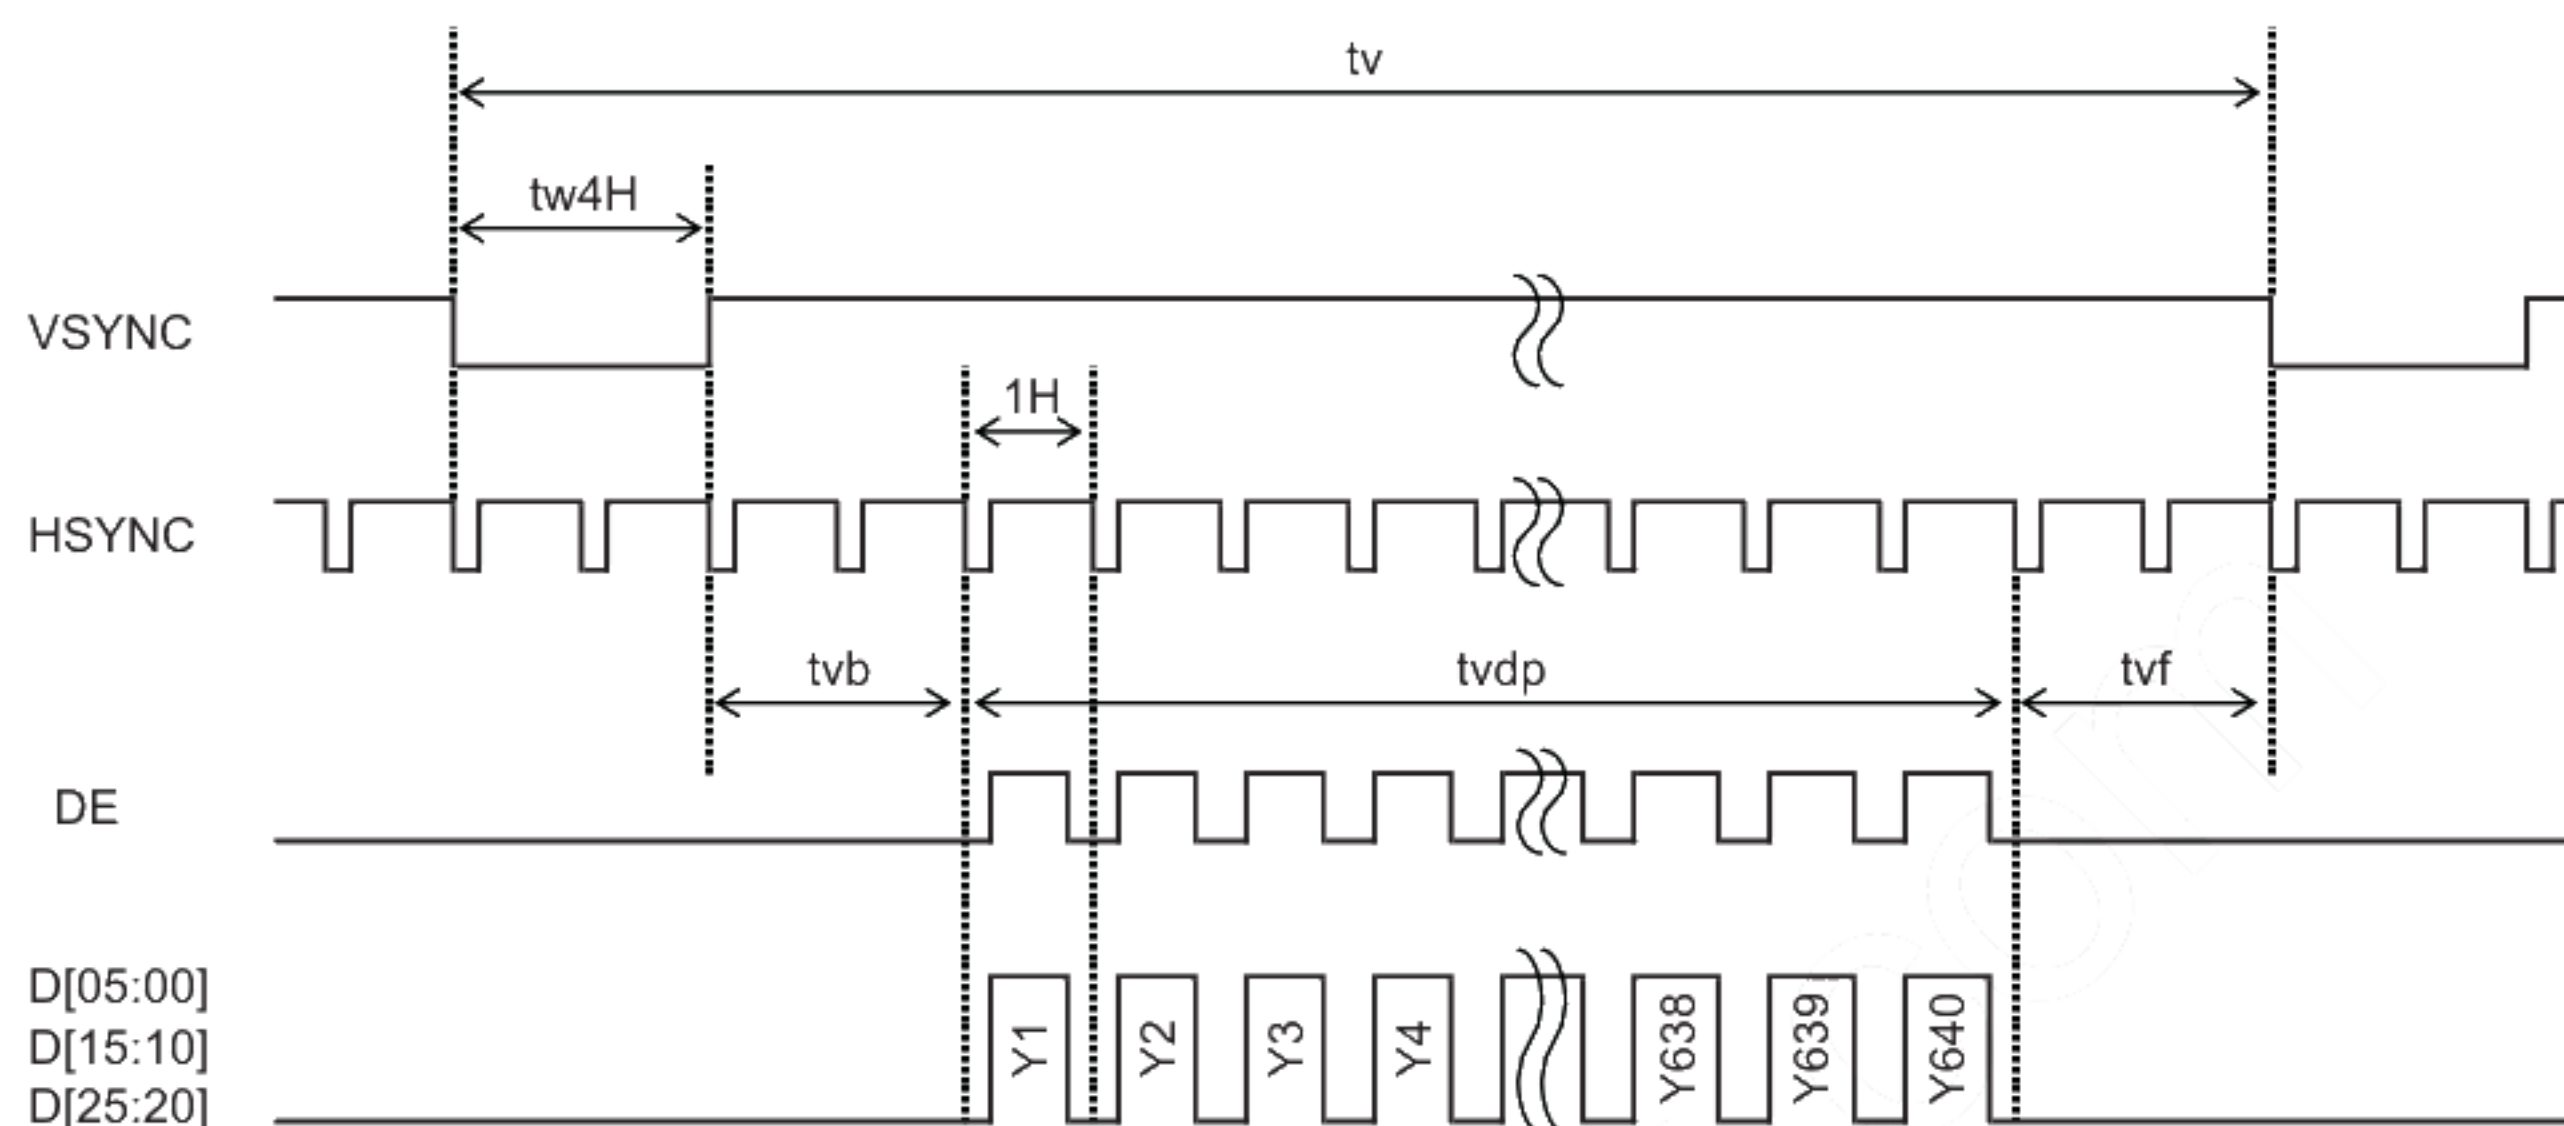 tv
tw4H
VSYNC
1H
HSYNC
tvb
tvdp
tvf
DE
D[05:00]
D[15:10]
D[25:20]
Y1
Y2
Y3
Y4
Y638
Y639
Y640